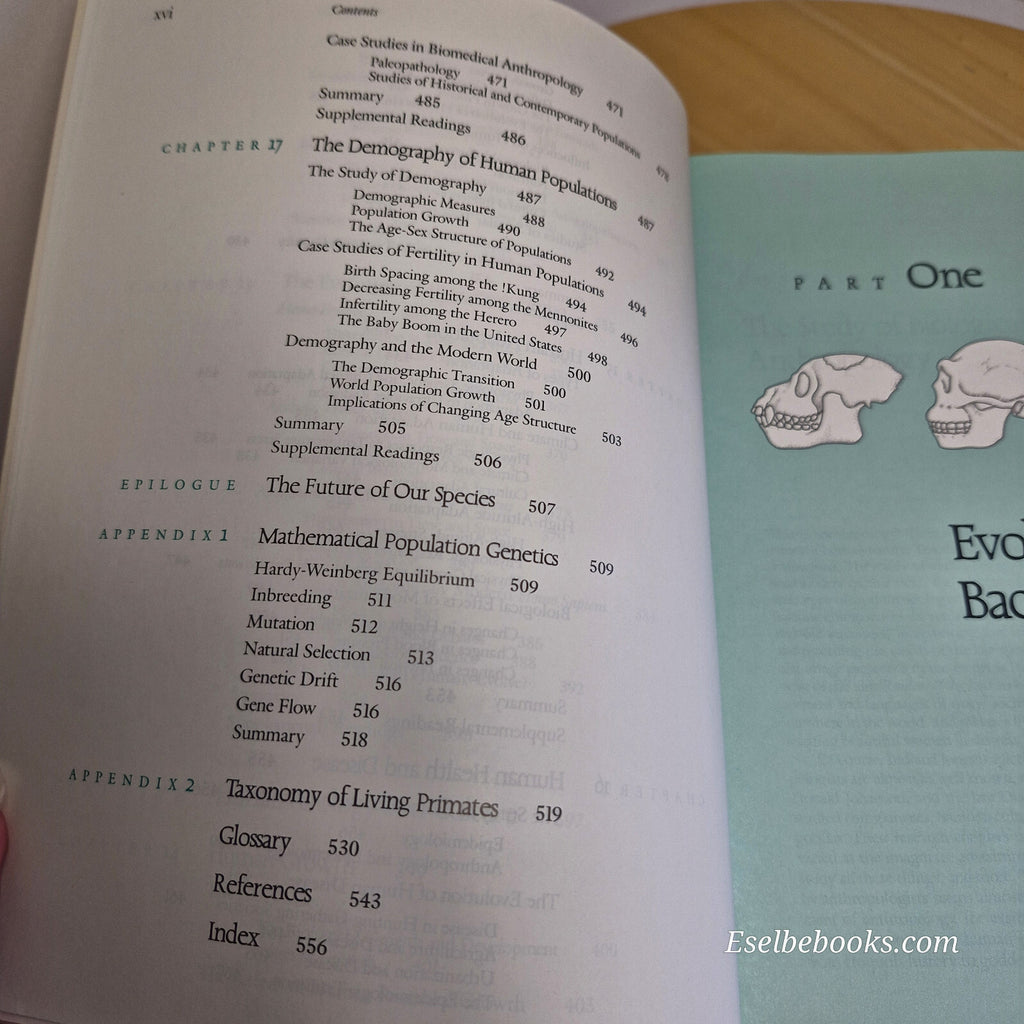 xvi Contents
Case Studies in Biomedical Anthropology 471
Paleopathology 471
Studies of Historical and Contemporary Populations 478
Summary 485
Supplemental Readings 486
CHAPTER 17 The Demography of Human Populations 487
The Study of Demography 487
Demographic Measures 488
Population Growth 490
The Age-Sex Structure of Populations 492
Case Studies of Fertility in Human Populations 494
Birth Spacing among the !Kung 494
Decreasing Fertility among the Mennonites 496
Infertility among the Herero 497
The Baby Boom in the United States 498
Demography and the Modern World 500
The Demographic Transition 500
World Population Growth 501
Implications of Changing Age Structure 503
Summary 505
Supplemental Readings 506
EPILOGUE The Future of Our Species 507
APPENDIX 1 Mathematical Population Genetics 509
Hardy-Weinberg Equilibrium 509
Inbreeding 511
Mutation 512
Natural Selection 513
Genetic Drift 516
Gene Flow 516
Summary 518
APPENDIX 2 Taxonomy of Living Primates 519
Glossary 530
References 543
Index 556
PART One
Evo
Bac
Eselbebooks.com